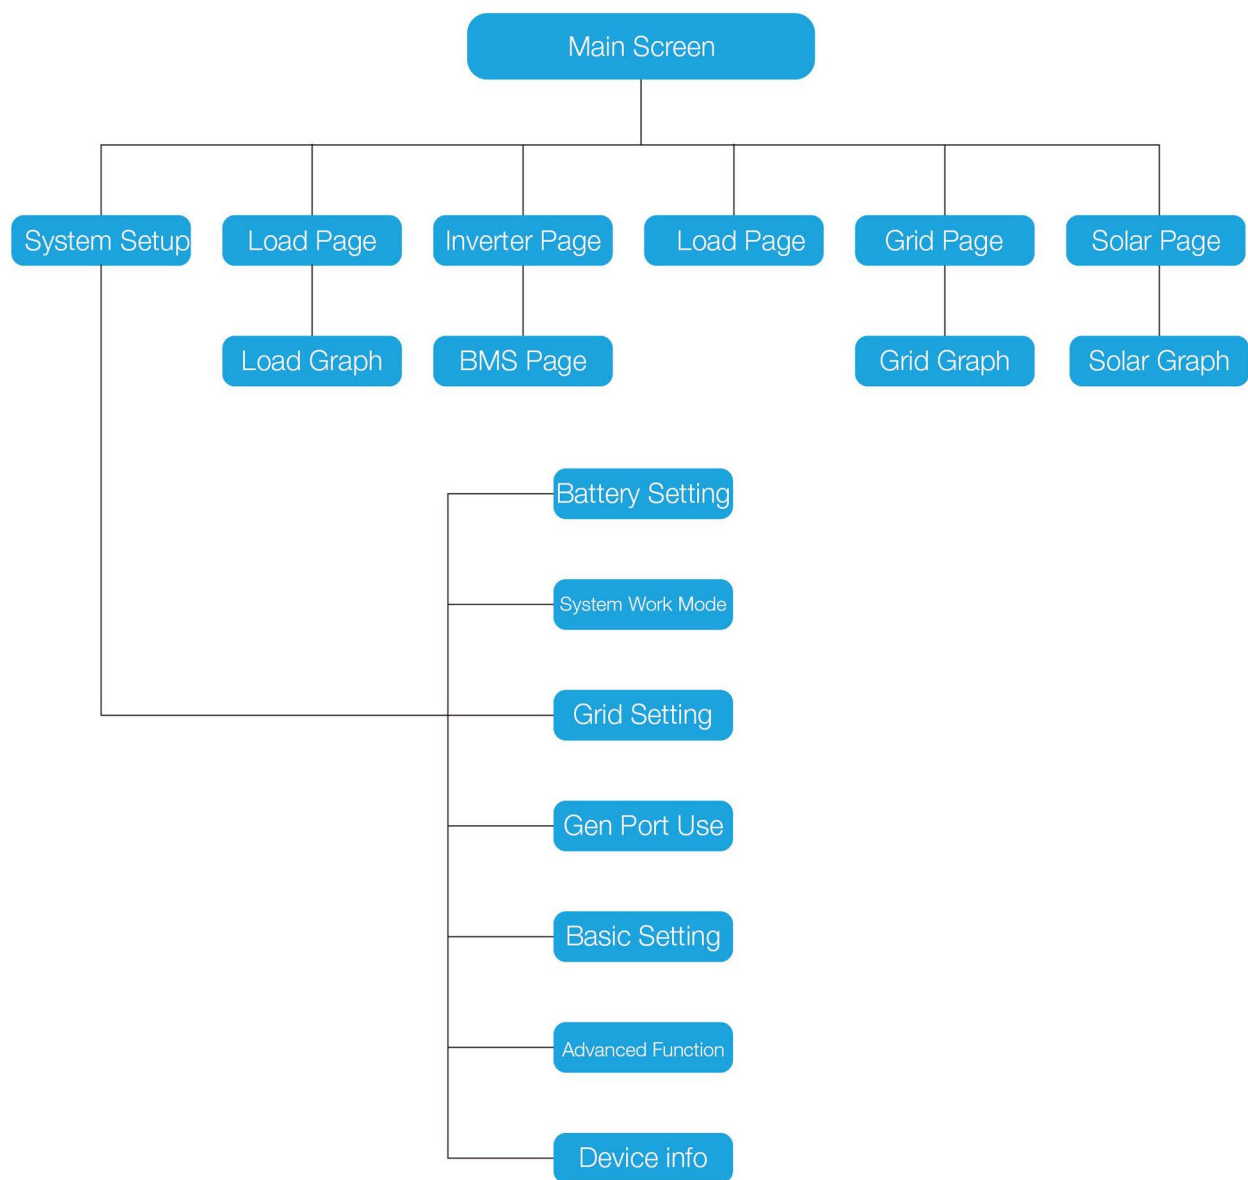 Main Screen
System Setup
Load Page
Inverter Page
Load Page
Grid Page
Solar Page
Load Graph
BMS Page
Grid Graph
Solar Graph
Battery Setting
System Work Mode
Grid Setting
Gen Port Use
Basic Setting
Advanced Function
Device info